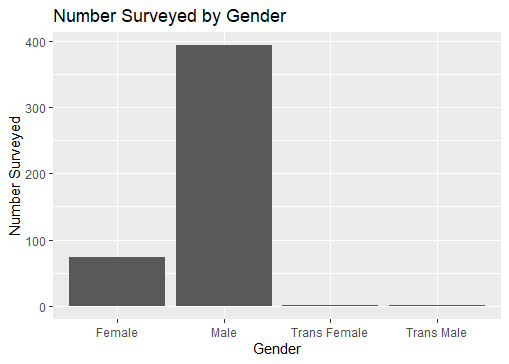 Number Surveyed by Gender
Number Surveyed
400
300
200
100
0
Female Male Trans Female Trans Male
Gender